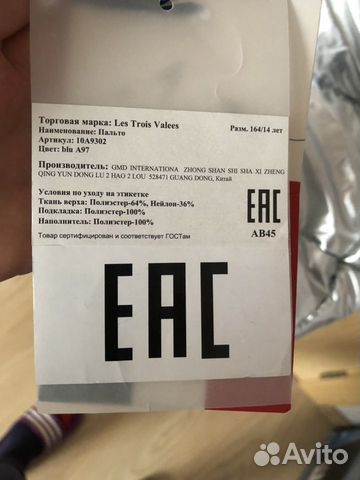 Торговая марка: Les Trois Valees
Наименование: Пальто
Разм. 164/14 лет
Артикул: 10А9302
Цвет: blu А97
Производитель: GMD INTERNATIONA ZHONG SHAN SHI SHA XI ZHENG
QING YUN DONG LU 2 HAO 2 LOU 528471 GUANG DONG, Китай
Условия по уходу на этикетке
Ткань верха: Полиэстер-64%, Нейлон-36%
Подкладка: Полиэстер-100%
Наполнитель: Полиэстер-100%
Товар сертифицирован и соответствует ГОСТам
EAC
АВ45
EAC
Avito